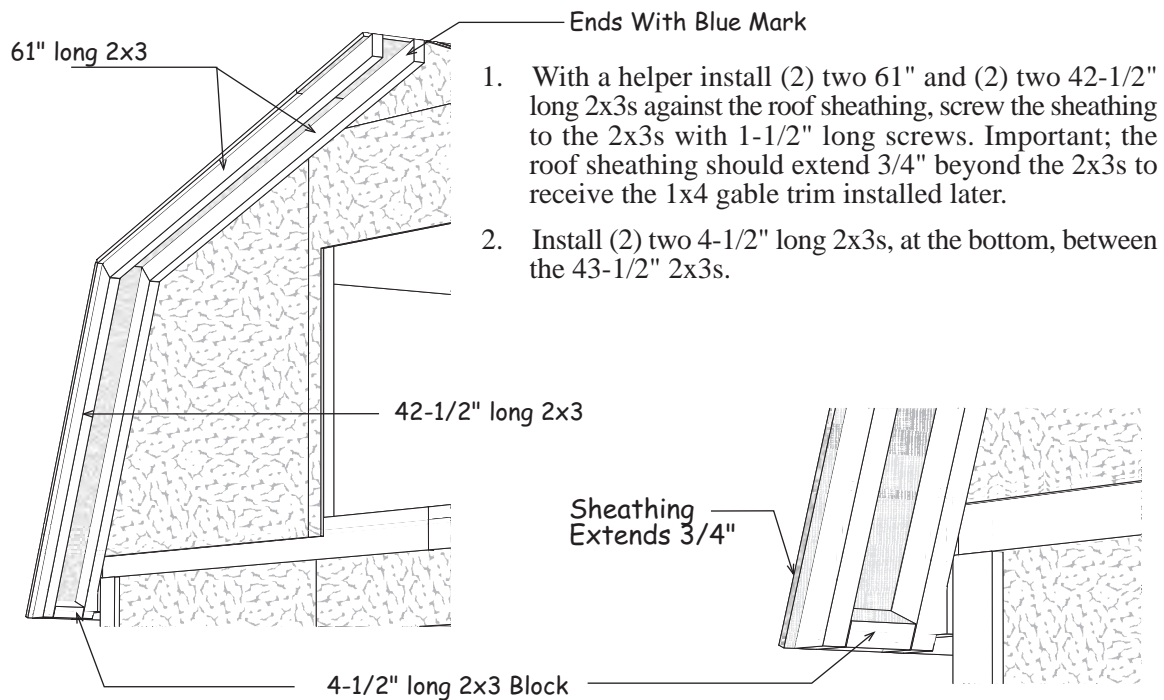 Ends With Blue Mark
61" long 2x3
1. With a helper install (2) two 61" and (2) two 42-1/2"
long 2x3s against the roof sheathing, screw the sheathing
to the 2x3s with 1-1/2" long screws. Important; the
roof sheathing should extend 3/4" beyond the 2x3s to
receive the 1x4 gable trim installed later.
2. Install (2) two 4-1/2" long 2x3s, at the bottom, between
the 43-1/2" 2x3s.
42-1/2" long 2x3
Sheathing
Extends 3/4"
4-1/2" long 2x3 Block